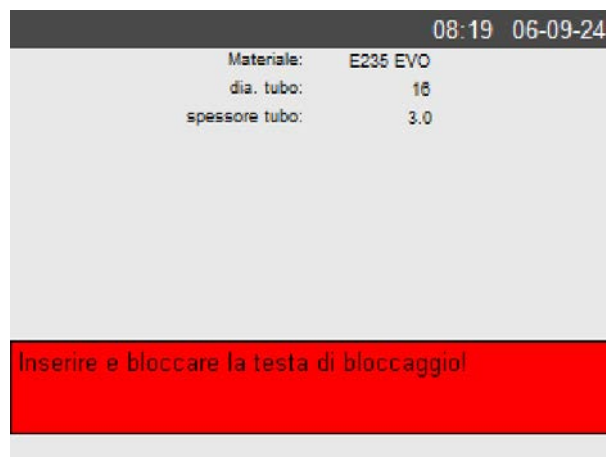 08:19 06-09-24
Materiale: E235 EVO
dia. tubo: 16
spessore tubo: 3.0
Inserire e bloccare la testa di bloccaggio!